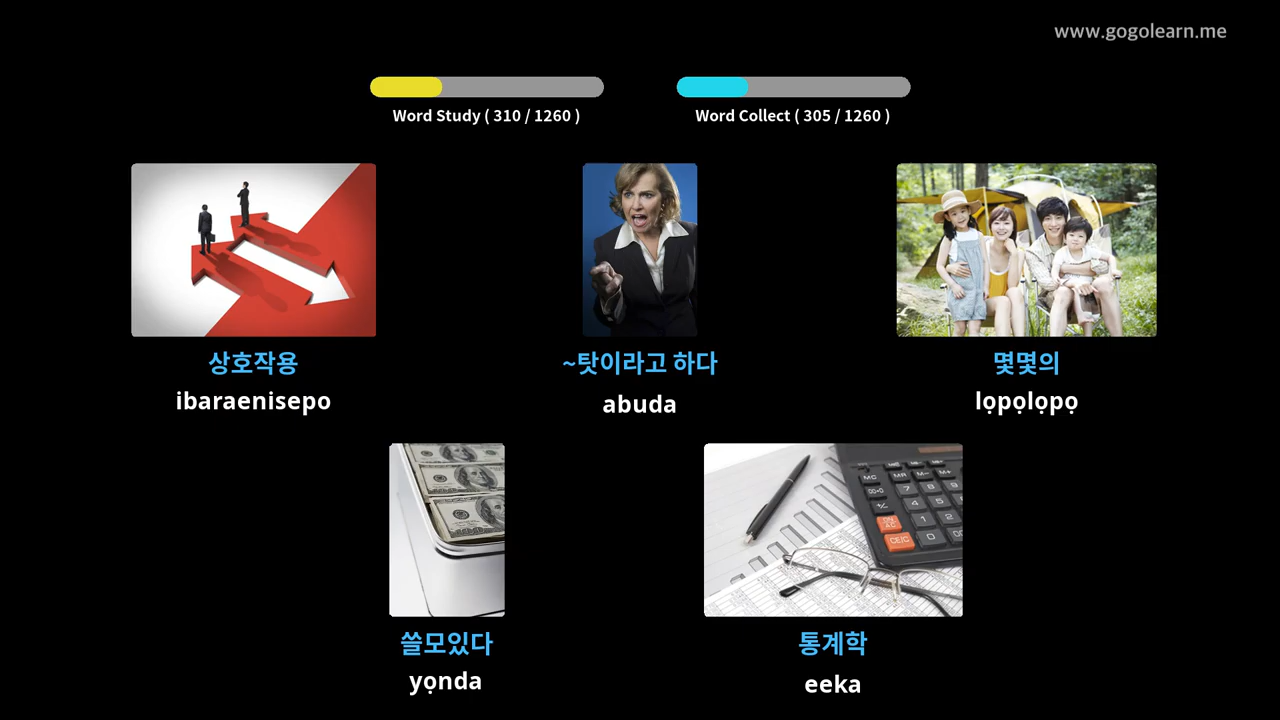 www.gogolearn.me
Word Study ( 310 / 1260 )
Word Collect ( 305 / 1260 )
상호작용
ibaraenisepo
~탓이라고 하다
abuda
몇몇의
lọpọlọpọ
쓸모있다
yọnda
통계학
eeka